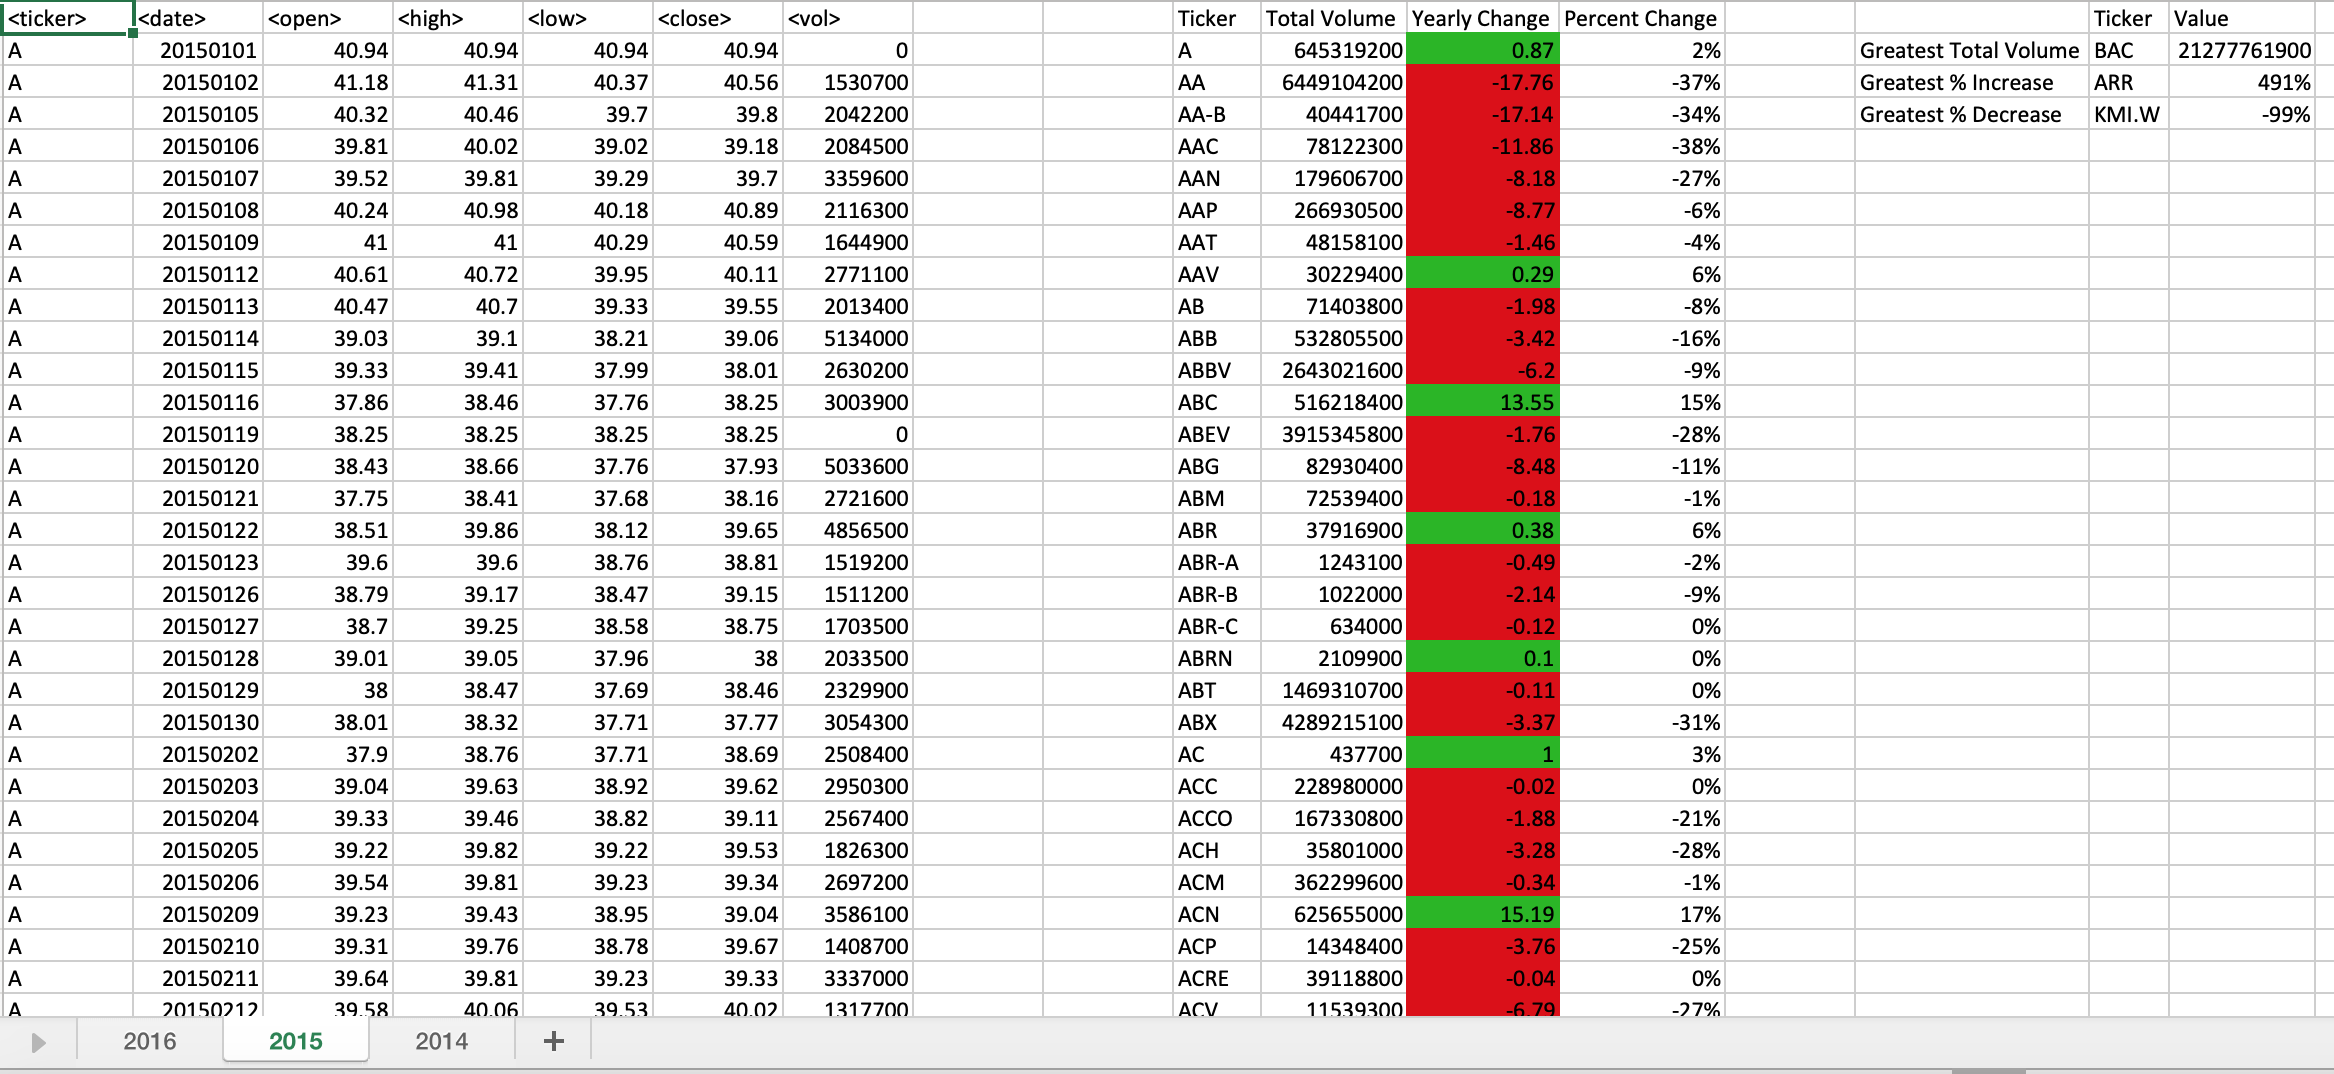 <ticker> <date> <open> <high> <low> <close> <vol> Ticker Total Volume Yearly Change Percent Change Ticker Value
A 20150101 40.94 40.94 40.94 40.94 0 A 645319200 0.87 2% Greatest Total Volume BAC 21277761900
A 20150102 41.18 41.31 40.37 40.56 1530700 AA 6449104200 -17.76 -37% Greatest % Increase ARR 491%
A 20150105 40.32 40.46 39.7 39.8 2042200 AA-B 40441700 -17.14 -34% Greatest % Decrease KMI.W -99%
A 20150106 39.81 40.02 39.02 39.18 2084500 AAC 78122300 -11.86 -38%
A 20150107 39.52 39.81 39.29 39.7 3359600 AAN 179606700 -8.18 -27%
A 20150108 40.24 40.98 40.18 40.89 2116300 AAP 266930500 -8.77 -6%
A 20150109 41 41 40.29 40.59 1644900 AAT 48158100 -1.46 -4%
A 20150112 40.61 40.72 39.95 40.11 2771100 AAV 30229400 0.29 6%
A 20150113 40.47 40.7 39.33 39.55 2013400 AB 71403800 -1.98 -8%
A 20150114 39.03 39.1 38.21 39.06 5134000 ABB 532805500 -3.42 -16%
A 20150115 39.33 39.41 37.99 38.01 2630200 ABBV 2643021600 -6.2 -9%
A 20150116 37.86 38.46 37.76 38.25 3003900 ABC 516218400 13.55 15%
A 20150119 38.25 38.25 38.25 38.25 0 ABEV 3915345800 -1.76 -28%
A 20150120 38.43 38.66 37.76 37.93 5033600 ABG 82930400 -8.48 -11%
A 20150121 37.75 38.41 37.68 38.16 2721600 ABM 72539400 -0.18 -1%
A 20150122 38.51 39.86 38.12 39.65 4856500 ABR 37916900 0.38 6%
A 20150123 39.6 39.6 38.76 38.81 1519200 ABR-A 1243100 -0.49 -2%
A 20150126 38.79 39.17 38.47 39.15 1511200 ABR-B 1022000 -2.14 -9%
A 20150127 38.7 39.25 38.58 38.75 1703500 ABR-C 634000 -0.12 0%
A 20150128 39.01 39.05 37.96 38 2033500 ABRN 2109900 0.1 0%
A 20150129 38 38.47 37.69 38.46 2329900 ABT 1469310700 -0.11 0%
A 20150130 38.01 38.32 37.71 37.77 3054300 ABX 4289215100 -3.37 -31%
A 20150202 37.9 38.76 37.71 38.69 2508400 AC 437700 1 3%
A 20150203 39.04 39.63 38.92 39.62 2950300 ACC 228980000 -0.02 0%
A 20150204 39.33 39.46 38.82 39.11 2567400 ACCO 167330800 -1.88 -21%
A 20150205 39.22 39.82 39.22 39.53 1826300 ACH 35801000 -3.28 -28%
A 20150206 39.54 39.81 39.23 39.34 2697200 ACM 362299600 -0.34 -1%
A 20150209 39.23 39.43 38.95 39.04 3586100 ACN 625655000 15.19 17%
A 20150210 39.31 39.76 38.78 39.67 1408700 ACP 14348400 -3.76 -25%
A 20150211 39.64 39.81 39.23 39.33 3337000 ACRE 39118800 -0.04 0%
A 20150212 39.58 40.06 39.53 40.02 1317700 ACV 11539300 -6.79 -27%
2016 2015 2014 +